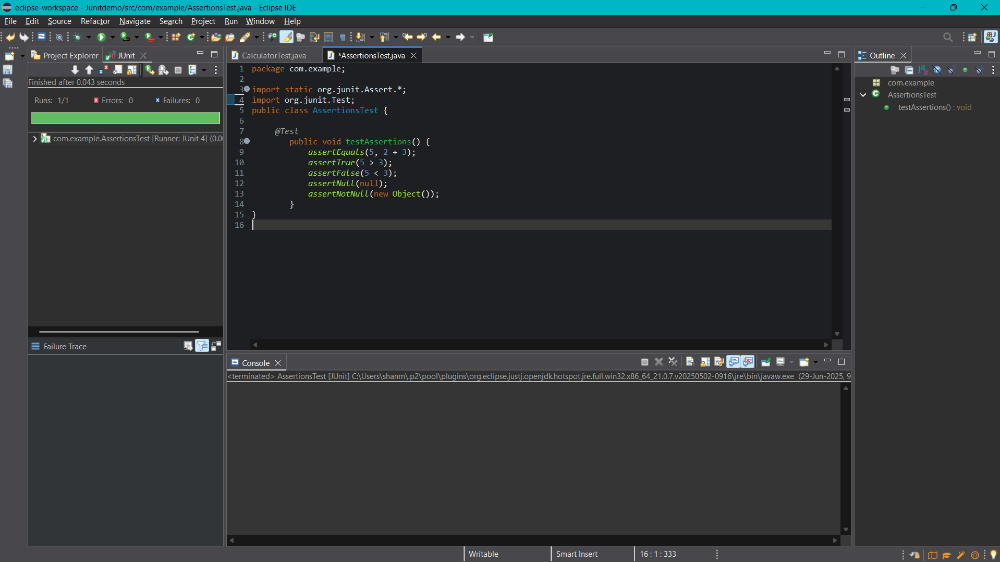 eclipse-workspace - Junitdemo/src/com/example/AssertionsTest.java - Eclipse IDE
File Edit Source Refactor Navigate Search Project Run Window Help
Project Explorer JUnit
Finished after 0.043 seconds
Runs: 1/1 Errors: 0 Failures: 0
com.example.AssertionsTest [Runner: JUnit 4] (0.00
Failure Trace
CalculatorTest.java *AssertionsTest.java
1 package com.example;
2
3 import static org.junit.Assert.*;
4 import org.junit.Test;
5 public class AssertionsTest {
6
7 @Test
8 public void testAssertions() {
9 assertEquals(5, 2 + 3);
10 assertTrue(5 > 3);
11 assertFalse(5 < 3);
12 assertNull(null);
13 assertNotNull(new Object());
14 }
15 }
16
Console
<terminated> AssertionsTest [JUnit] C:\Users\shanm\.p2\pool\plugins\org.eclipse.justj.openjdk.hotspot.jre.full.win32.x86_64_21.0.7.v20250502-0916\jre\bin\javaw.exe (29-Jun-2025, 9
Outline
com.example
AssertionsTest
testAssertions() : void
Writable Smart Insert 16 : 1 : 333